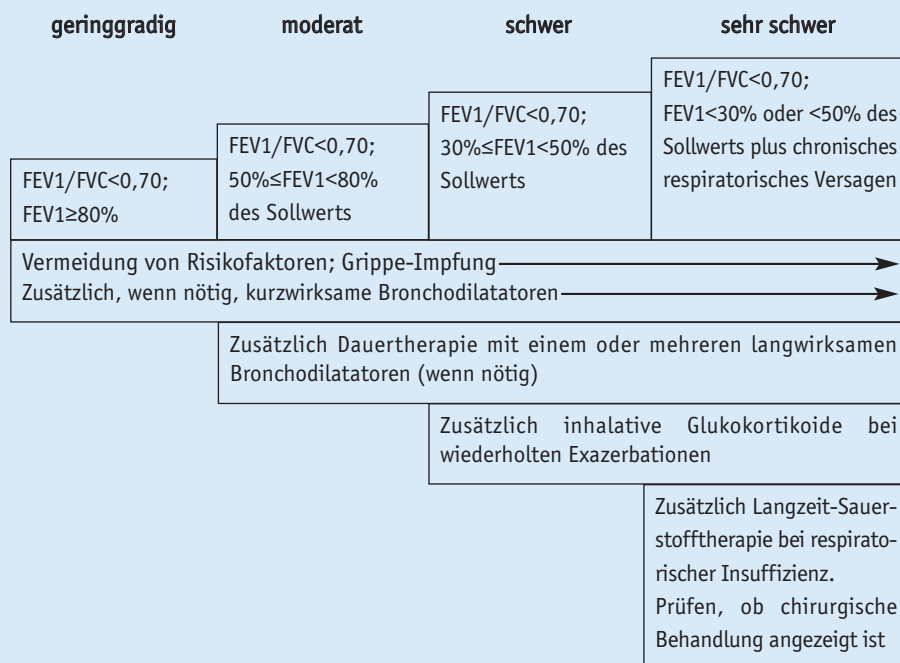 geringgradig
moderat
schwer
sehr schwer
FEV1/FVC<0,70;
FEV1≥80%
FEV1/FVC<0,70;
50%≤FEV1<80%
des Sollwerts
FEV1/FVC<0,70;
30%≤FEV1<50% des
Sollwerts
FEV1/FVC<0,70;
FEV1<30% oder <50% des
Sollwerts plus chronisches
respiratorisches Versagen
Vermeidung von Risikofaktoren; Grippe-Impfung
Zusätzlich, wenn nötig, kurzwirksame Bronchodilatatoren
Zusätzlich Dauertherapie mit einem oder mehreren langwirksamen
Bronchodilatatoren (wenn nötig)
Zusätzlich inhalative Glukokortikoide bei
wiederholten Exazerbationen
Zusätzlich Langzeit-Sauer-
stofftherapie bei respirato-
rischer Insuffizienz.
Prüfen, ob chirurgische
Behandlung angezeigt ist